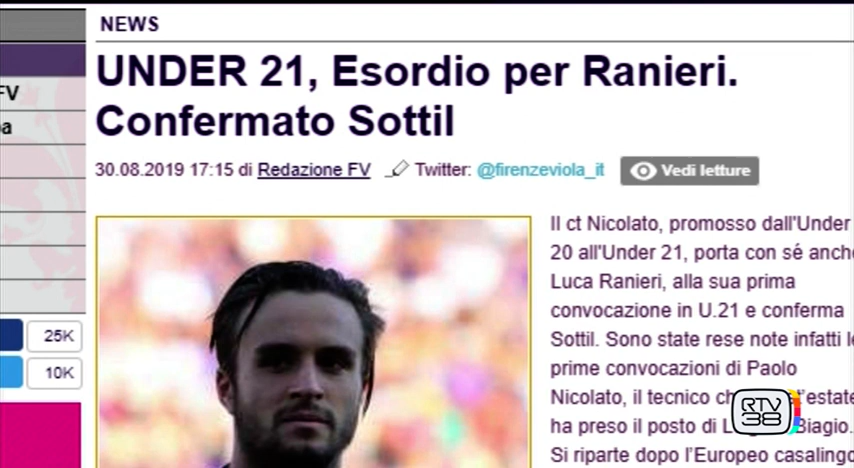 NEWS
UNDER 21, Esordio per Ranieri.
Confermato Sottil
30.08.2019 17:15 di Redazione FV Twitter: @firenzeviola_it Vedi letture
FV
25K
10K
Il ct Nicolato, promosso dall'Under
20 all'Under 21, porta con sé anche
Luca Ranieri, alla sua prima
convocazione in U.21 e conferma
Sottil. Sono state rese note infatti
prime convocazioni di Paolo
Nicolato, il tecnico
ha preso il posto di Biagio.
Si riparte dopo l'Europeo casalingo
RTV
38